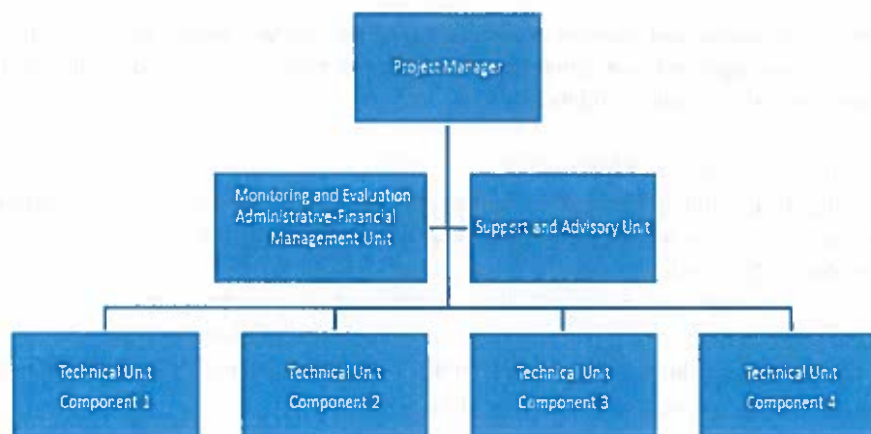 Project Manager
Monitoring and Evaluation
Administrative-Financial
Management Unit
Support and Advisory Unit
Technical Unit
Component 1
Technical Unit
Component 2
Technical Unit
Component 3
Technical Unit
Component 4